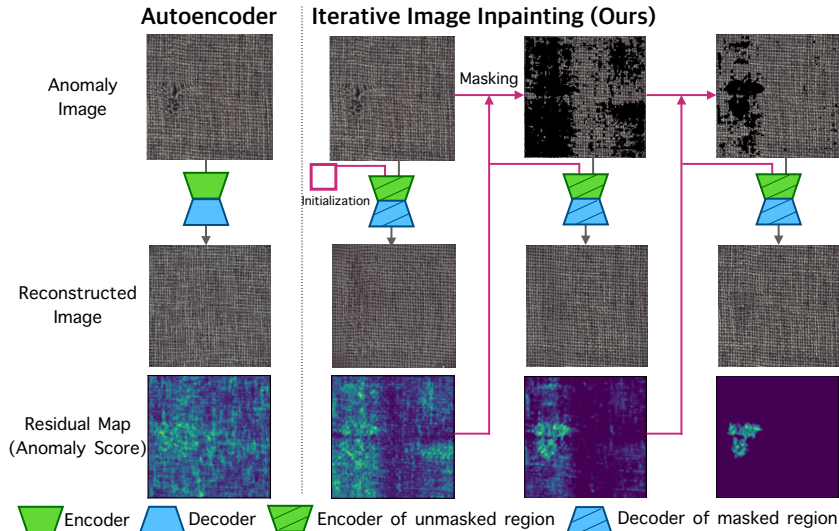 Autoencoder
Iterative Image Inpainting (Ours)
Anomaly
Image
Masking
Initialization
Reconstructed
Image
Residual Map
(Anomaly Score)
Encoder
Decoder
Encoder of unmasked region
Decoder of masked region